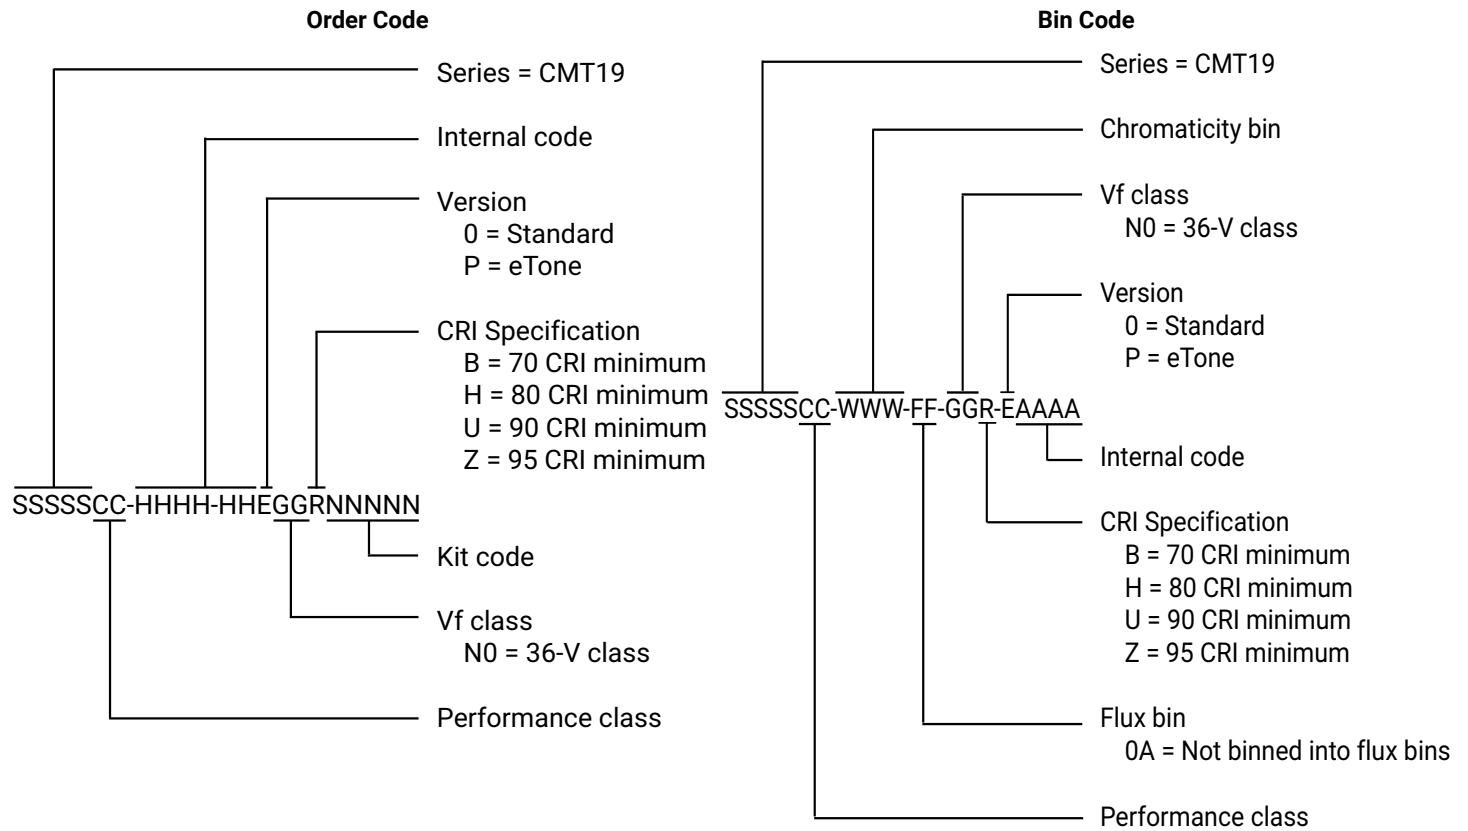 Order Code
Series = CMT19
Internal code
Version
0 = Standard
P = eTone
CRI Specification
B = 70 CRI minimum
H = 80 CRI minimum
U = 90 CRI minimum
Z = 95 CRI minimum
SSSSSCC-HHHH-HHEGGRNNNNN
Kit code
Vf class
N0 = 36-V class
Performance class
Bin Code
Series = CMT19
Chromaticity bin
Vf class
N0 = 36-V class
Version
0 = Standard
P = eTone
SSSSSCC-WWW-FF-GGR-EAAAA
Internal code
CRI Specification
B = 70 CRI minimum
H = 80 CRI minimum
U = 90 CRI minimum
Z = 95 CRI minimum
Flux bin
0A = Not binned into flux bins
Performance class